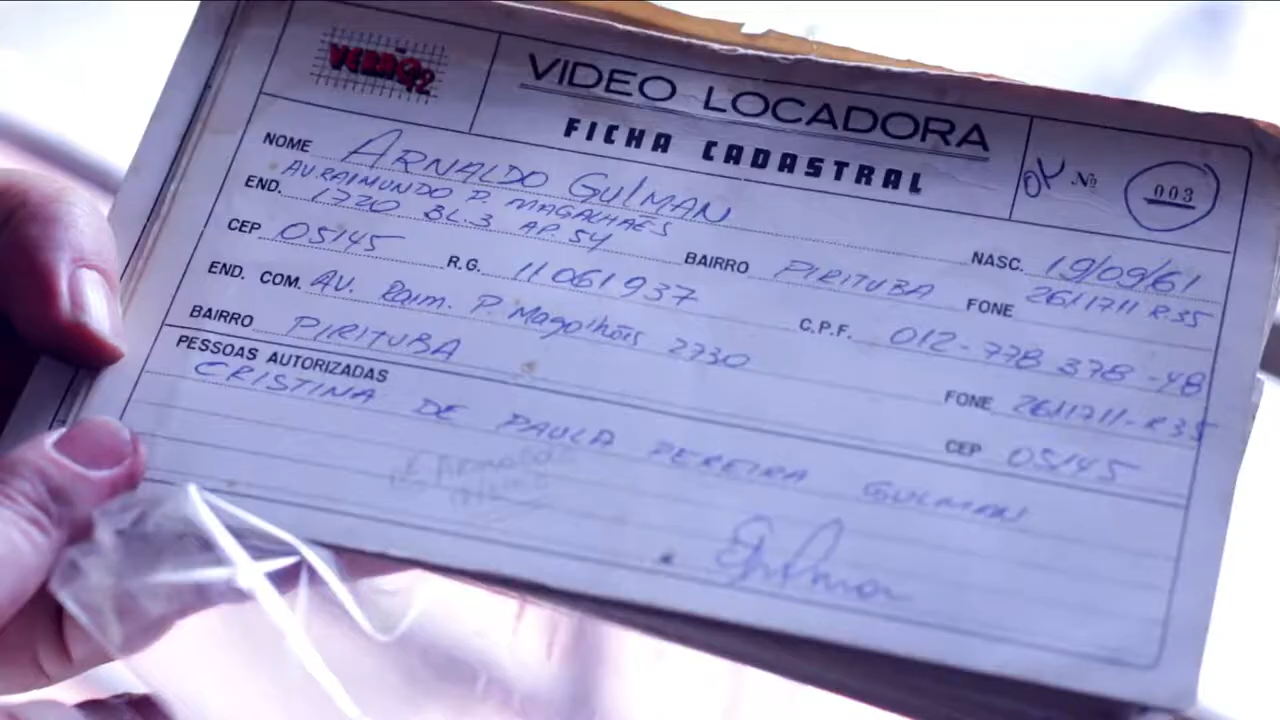 VERÃO 92
VIDEO LOCADORA
FICHA CADASTRAL
OK Nº 003
NOME ARNALDO GULMAN
NASC. 19/09/61
END. AV. RAIMUNDO P. MAGALHAES
1720 BL.3 AP. 54
BAIRRO PIRITUBA
FONE 2611711 R.35
CEP 05145
R.G. 11061937
C.P.F. 012-778 378-48
END. COM. AV. Raim. P. Magalhães 2730
FONE 2611711-R35
BAIRRO PIRITUBA
CEP 05145
PESSOAS AUTORIZADAS
CRISTINA DE PAULA PEREIRA GULMAN